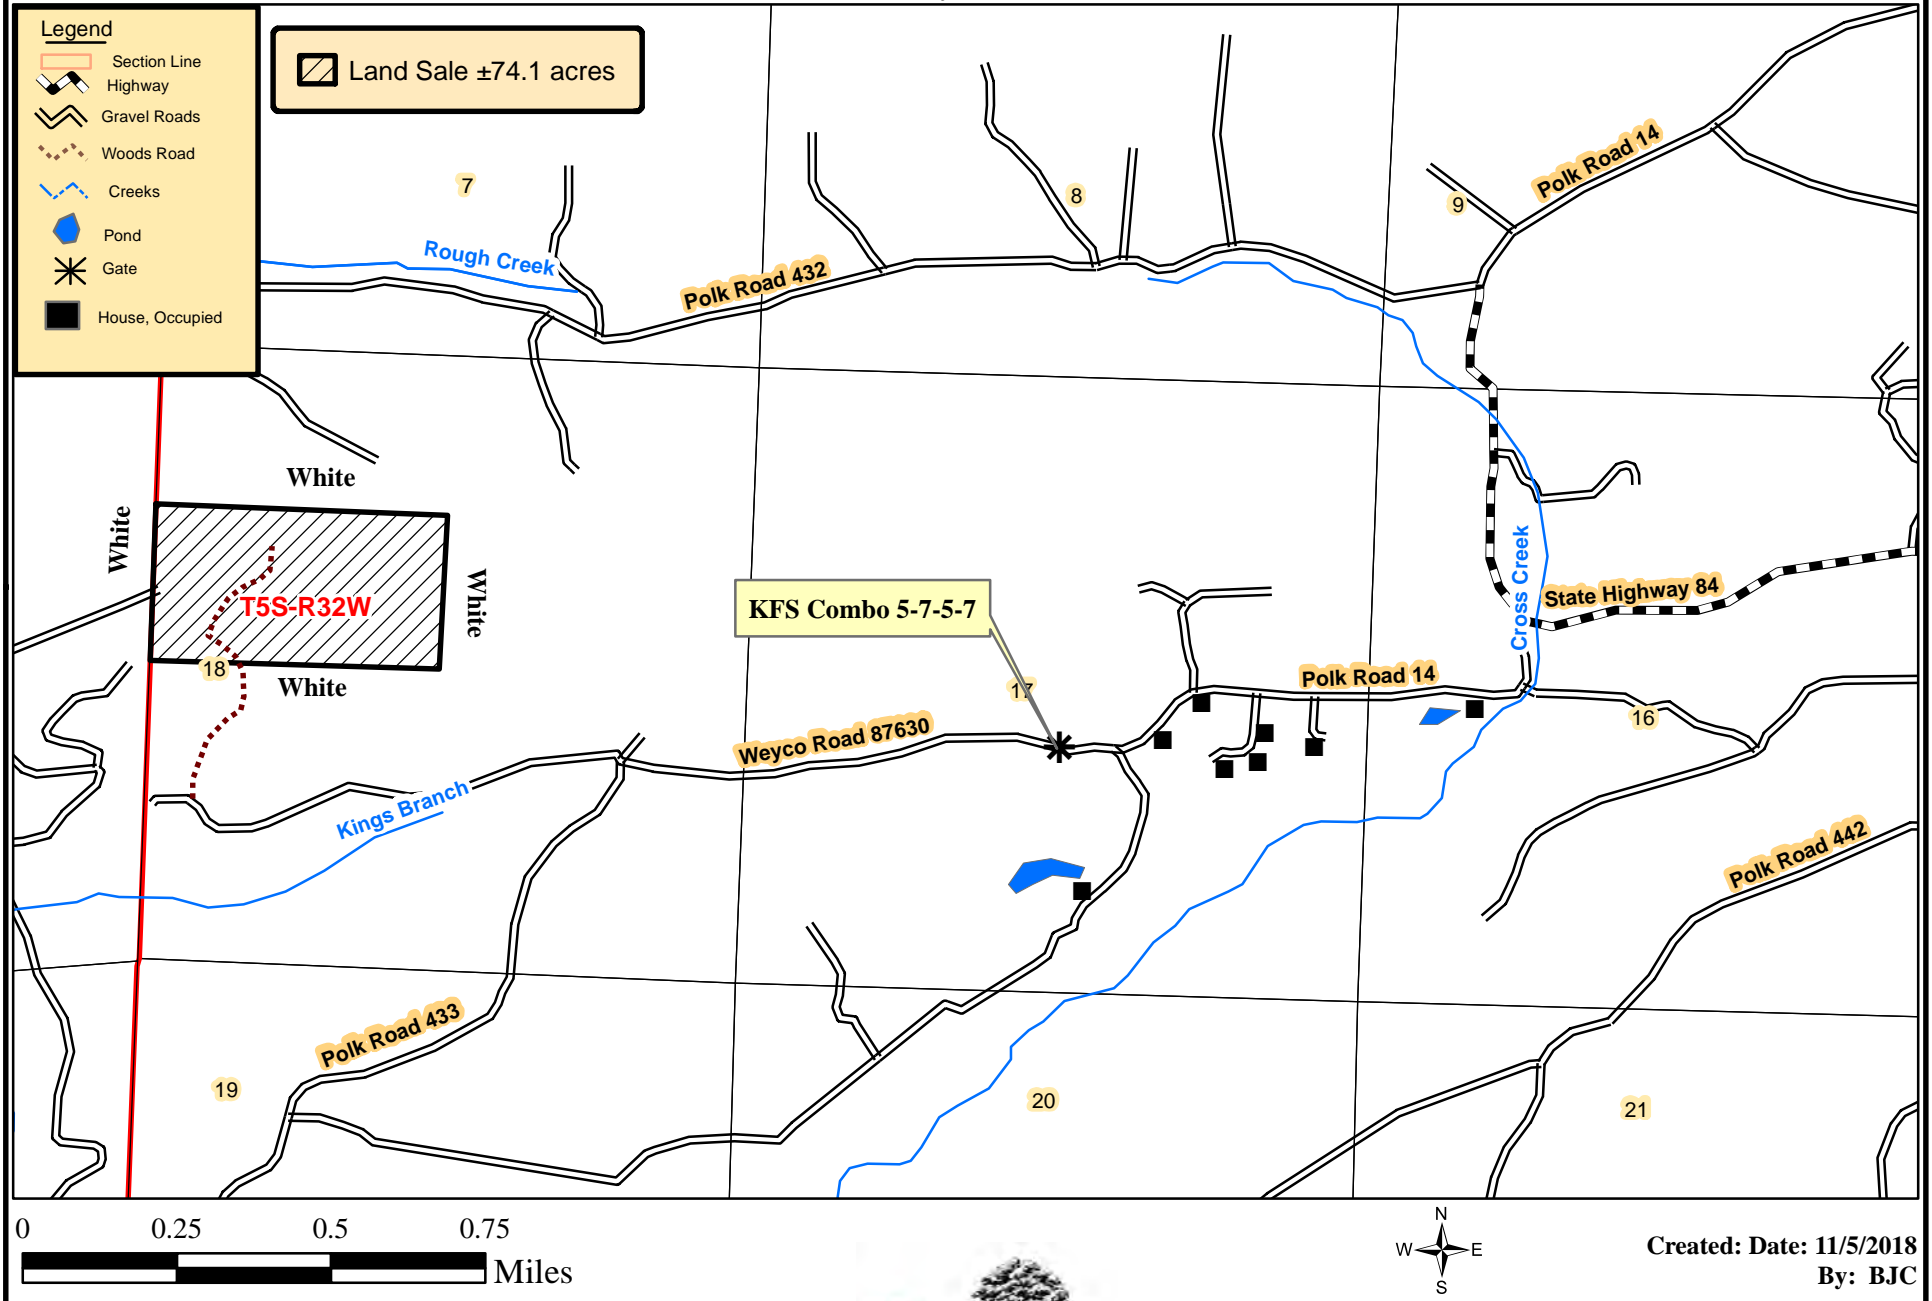 Legend
Section Line
Highway
Gravel Roads
Woods Road
Creeks
Pond
Gate
House, Occupied
Land Sale ±74.1 acres
7
8
9
Polk Road 14
Rough Creek
Polk Road 432
White
White
White
White
T5S-R32W
18
KFS Combo 5-7-5-7
17
Cross Creek
State Highway 84
Polk Road 14
16
Weyco Road 87630
Kings Branch
Polk Road 442
Polk Road 433
19
20
21
0 0.25 0.5 0.75
Miles
N
W E
S
Created: Date: 11/5/2018
By: BJC